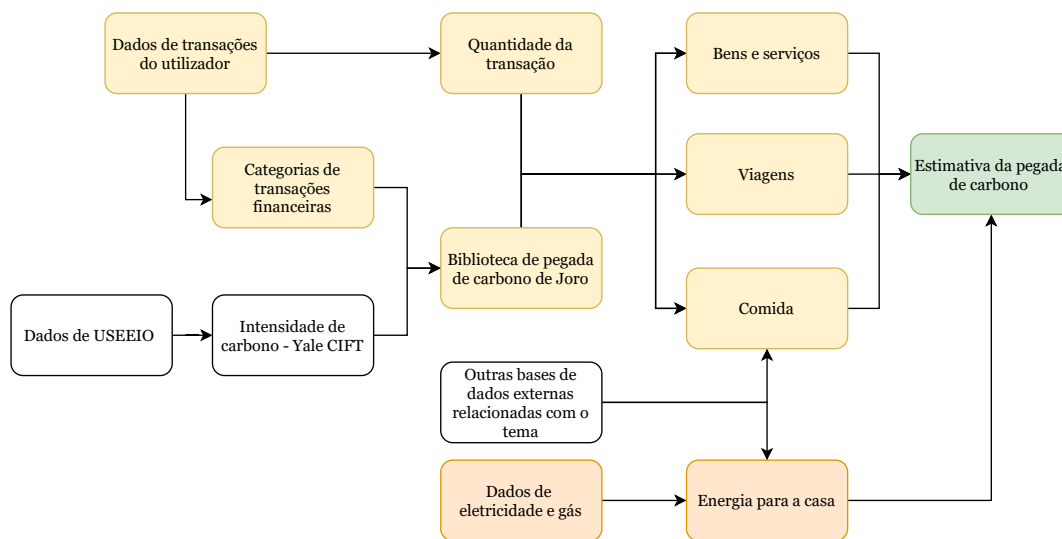 Dados de transações
do utilizador
Quantidade da
transação
Bens e serviços
Categorias de
transações
financeiras
Viagens
Estimativa da pegada
de carbono
Biblioteca de pegada
de carbono de Joro
Dados de USEEIO
Intensidade de
carbono - Yale CIFT
Comida
Outras bases de
dados externas
relacionadas com o
tema
Dados de
eletricidade e gás
Energia para a casa